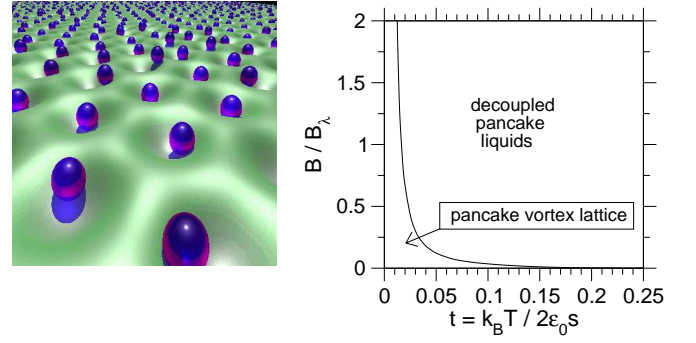 2
1.5
1
0.5
0
B / B_λ
decoupled
pancake
liquids
pancake vortex lattice
0 0.05 0.1 0.15 0.2 0.25
t = k_BT / 2ε_0s